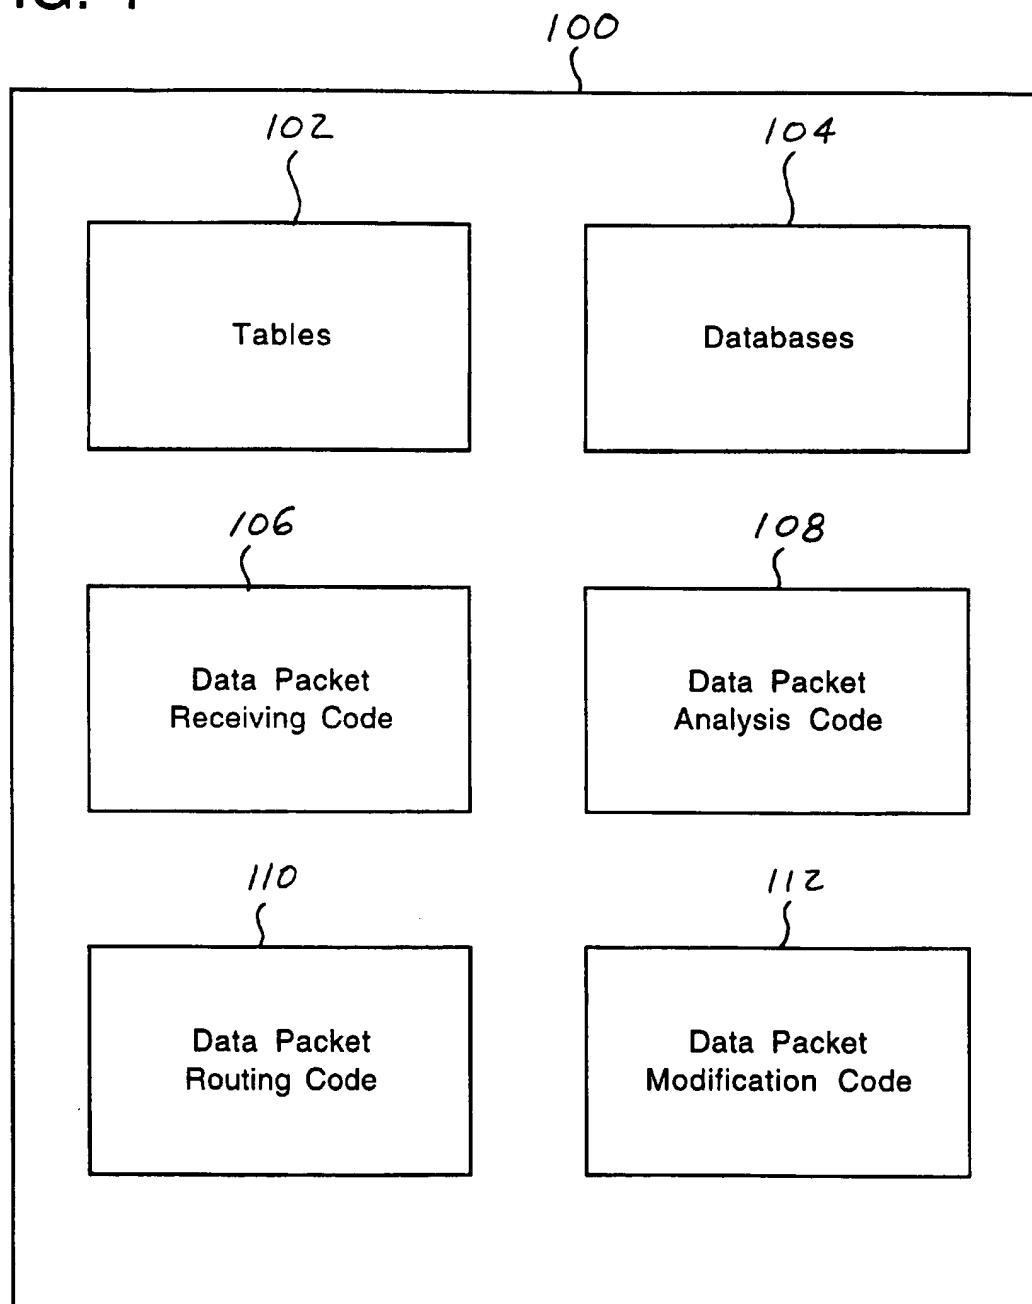 100
102
104
Tables
Databases
106
108
Data Packet
Receiving Code
Data Packet
Analysis Code
110
112
Data Packet
Routing Code
Data Packet
Modification Code